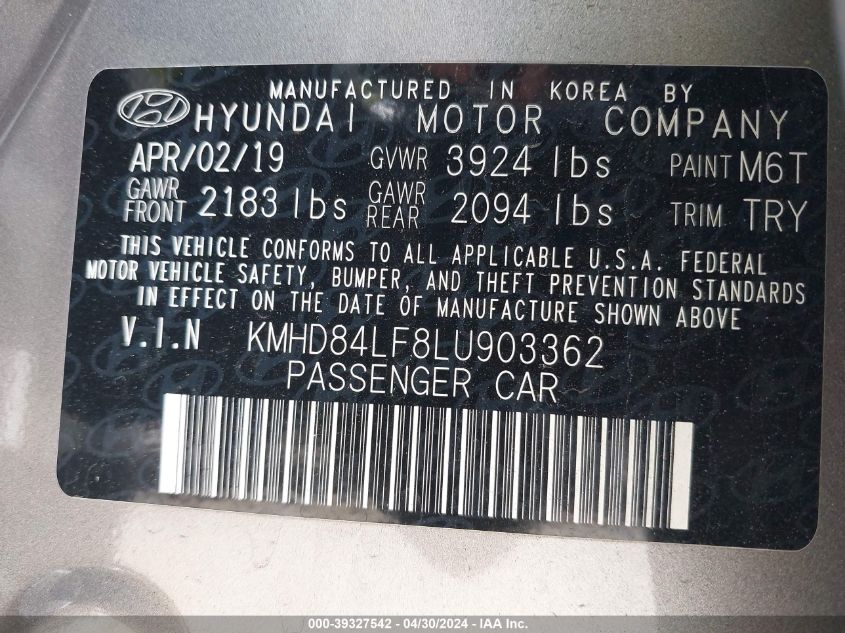 MANUFACTURED IN KOREA BY
HYUNDAI MOTOR COMPANY
APR/02/19 GVWR 3924 lbs PAINT M6T
GAWR FRONT 2183 lbs GAWR REAR 2094 lbs TRIM TRY
THIS VEHICLE CONFORMS TO ALL APPLICABLE U.S.A. FEDERAL
MOTOR VEHICLE SAFETY, BUMPER, AND THEFT PREVENTION STANDARDS
IN EFFECT ON THE DATE OF MANUFACTURE SHOWN ABOVE.
V.I.N KMHD84LF8LU903362
PASSENGER CAR
000-39327542 - 04/30/2024 - IAA Inc.